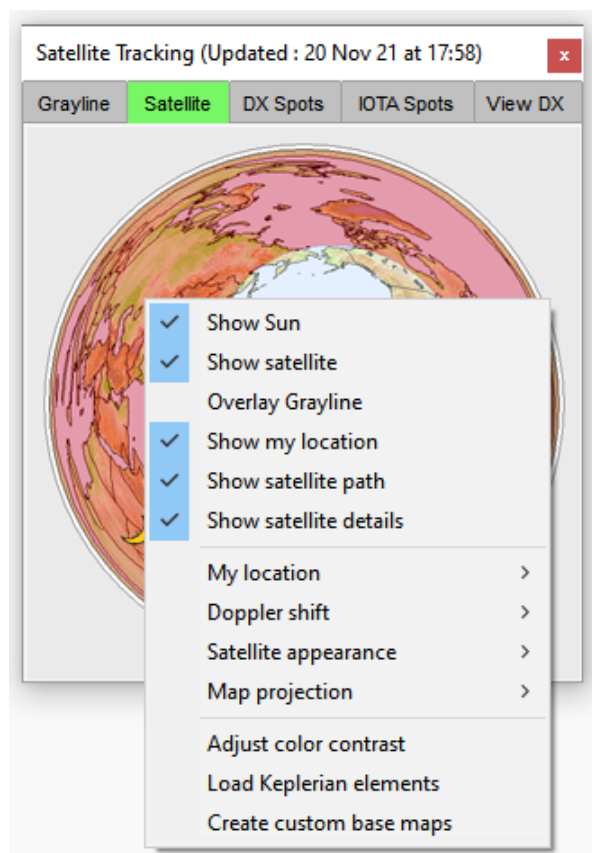 Satellite Tracking (Updated : 20 Nov 21 at 17:58)
x
Grayline Satellite DX Spots IOTA Spots View DX
Show Sun
Show satellite
Overlay Grayline
Show my location
Show satellite path
Show satellite details
My location
Doppler shift
Satellite appearance
Map projection
Adjust color contrast
Load Keplerian elements
Create custom base maps